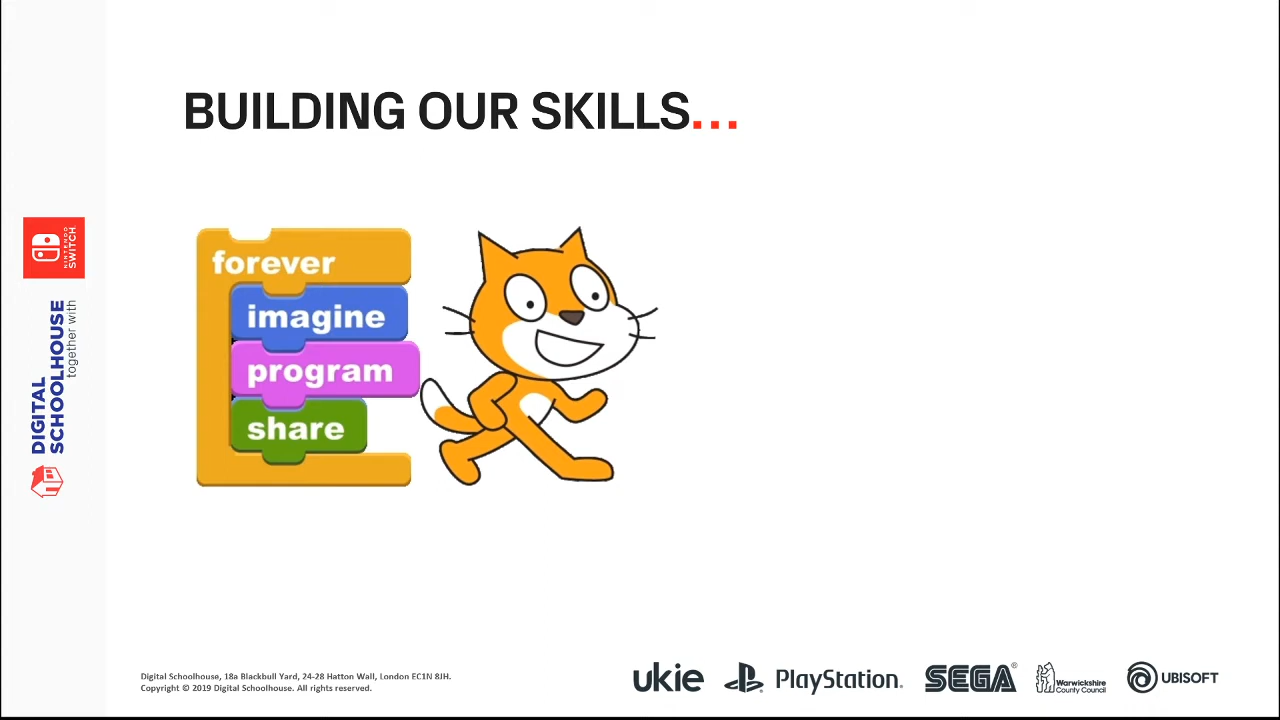 BUILDING OUR SKILLS...
forever
imagine
program
share
NINTENDO
SWITCH
DIGITAL
SCHOOLHOUSE
together with
Digital Schoolhouse, 18a Blackbull Yard, 24-28 Hatton Wall, London EC1N 8JH.
Copyright © 2019 Digital Schoolhouse. All rights reserved.
ukie
PlayStation.
SEGA®
Warwickshire
County Council
UBISOFT